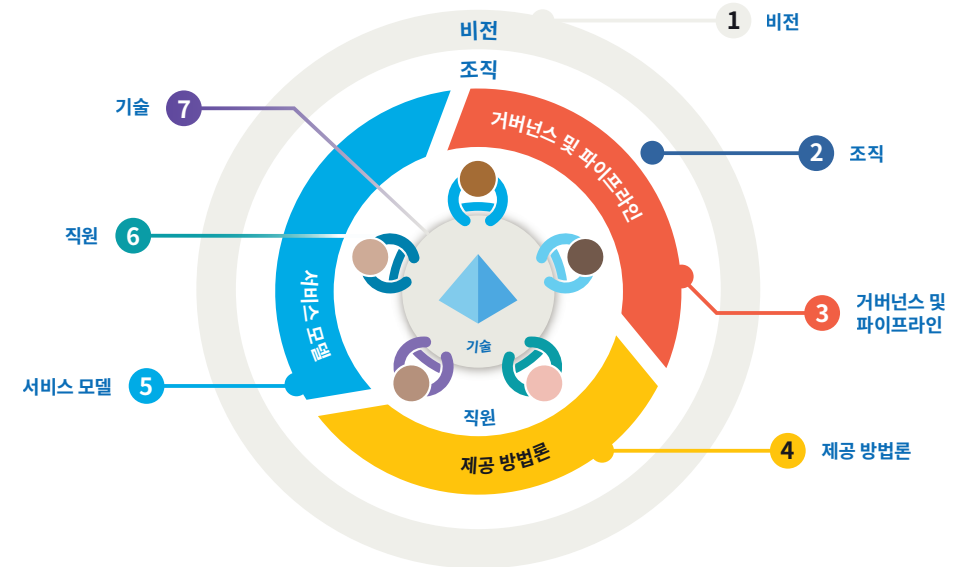 비전
1 비전
조직
기술 7
거버넌스 및 파이프라인
2 조직
직원 6
서비스 모델
3 거버넌스 및
파이프라인
기술
서비스 모델 5
직원
제공 방법론
4 제공 방법론